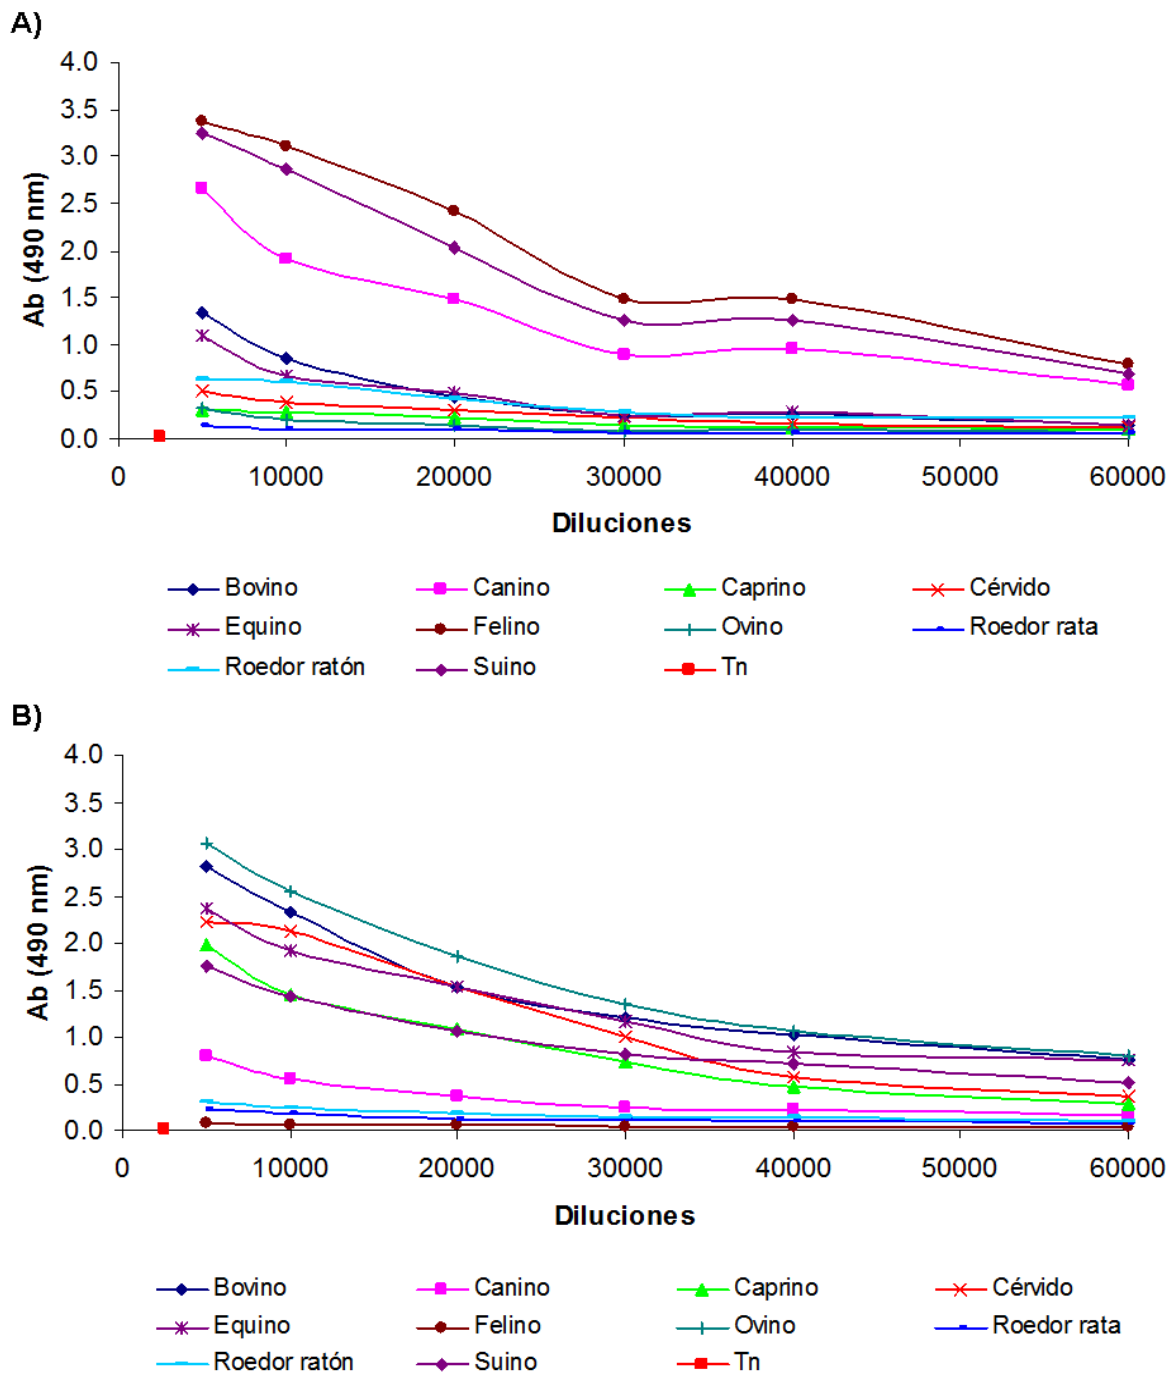 A)
4.0
3.5
3.0
2.5
2.0
1.5
1.0
0.5
0.0
Ab (490 nm)
0 10000 20000 30000 40000 50000 60000
Diluciones
Bovino Canino Caprino Cérvido
Equino Felino Ovino Roedor rata
Roedor ratón Suino Tn
B)
4.0
3.5
3.0
2.5
2.0
1.5
1.0
0.5
0.0
Ab (490 nm)
0 10000 20000 30000 40000 50000 60000
Diluciones
Bovino Canino Caprino Cérvido
Equino Felino Ovino Roedor rata
Roedor ratón Suino Tn